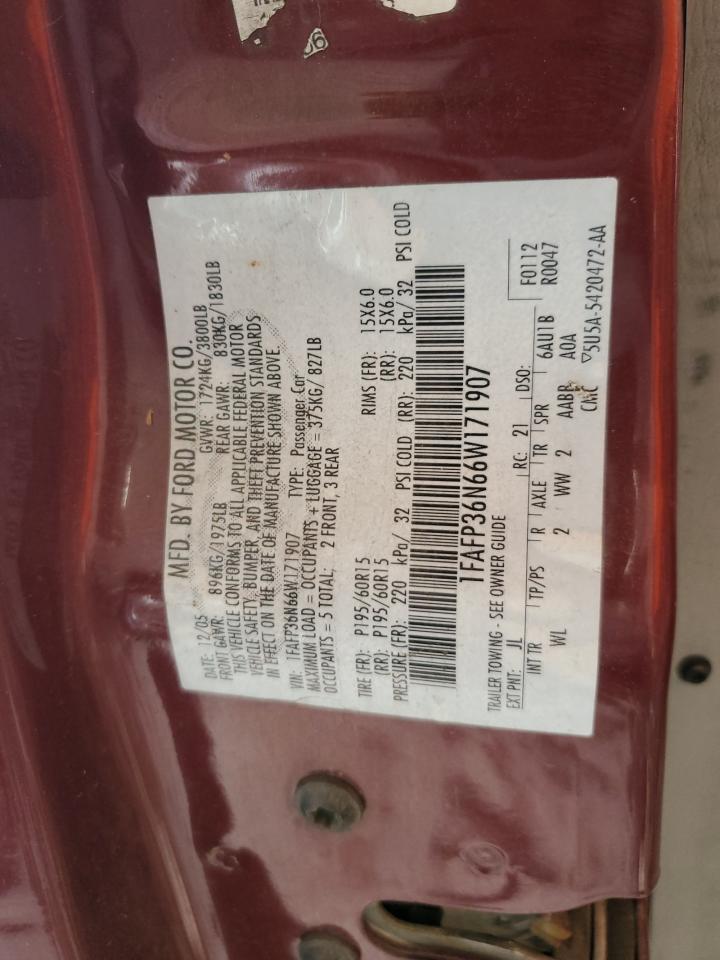 06
MFD. BY FORD MOTOR CO.
DATE: 12/05 GVWR: 1724KG/3800LB
FRONT GAWR: 896KG/1975LB REAR GAWR: 830KG/1830LB
THIS VEHICLE CONFORMS TO ALL APPLICABLE FEDERAL MOTOR
VEHICLE SAFETY, BUMPER, AND THEFT PREVENTION STANDARDS
IN EFFECT ON THE DATE OF MANUFACTURE SHOWN ABOVE.
VIN: 1FAFP36N66W171907 TYPE: Passenger Car
MAXIMUM LOAD = OCCUPANTS + LUGGAGE = 375KG/ 827LB
OCCUPANTS = 5 TOTAL: 2 FRONT, 3 REAR
TIRE (FR): P195/60R15 RIMS (FR): 15X6.0
(RR): P195/60R15 (RR): 15X6.0
PRESSURE (FR): 220 kPa/ 32 PSI COLD (RR): 220 kPa/ 32 PSI COLD
1FAFP36N66W171907
TRAILER TOWING - SEE OWNER GUIDE
F0112
EXT PNT: JL RC: 21 DSO: R0047
INT TR TP/PS R AXLE TR SPR 6AU1B
WL 2 WW 2 AABR A0A
CMC ▽5U5A-5420472-AA